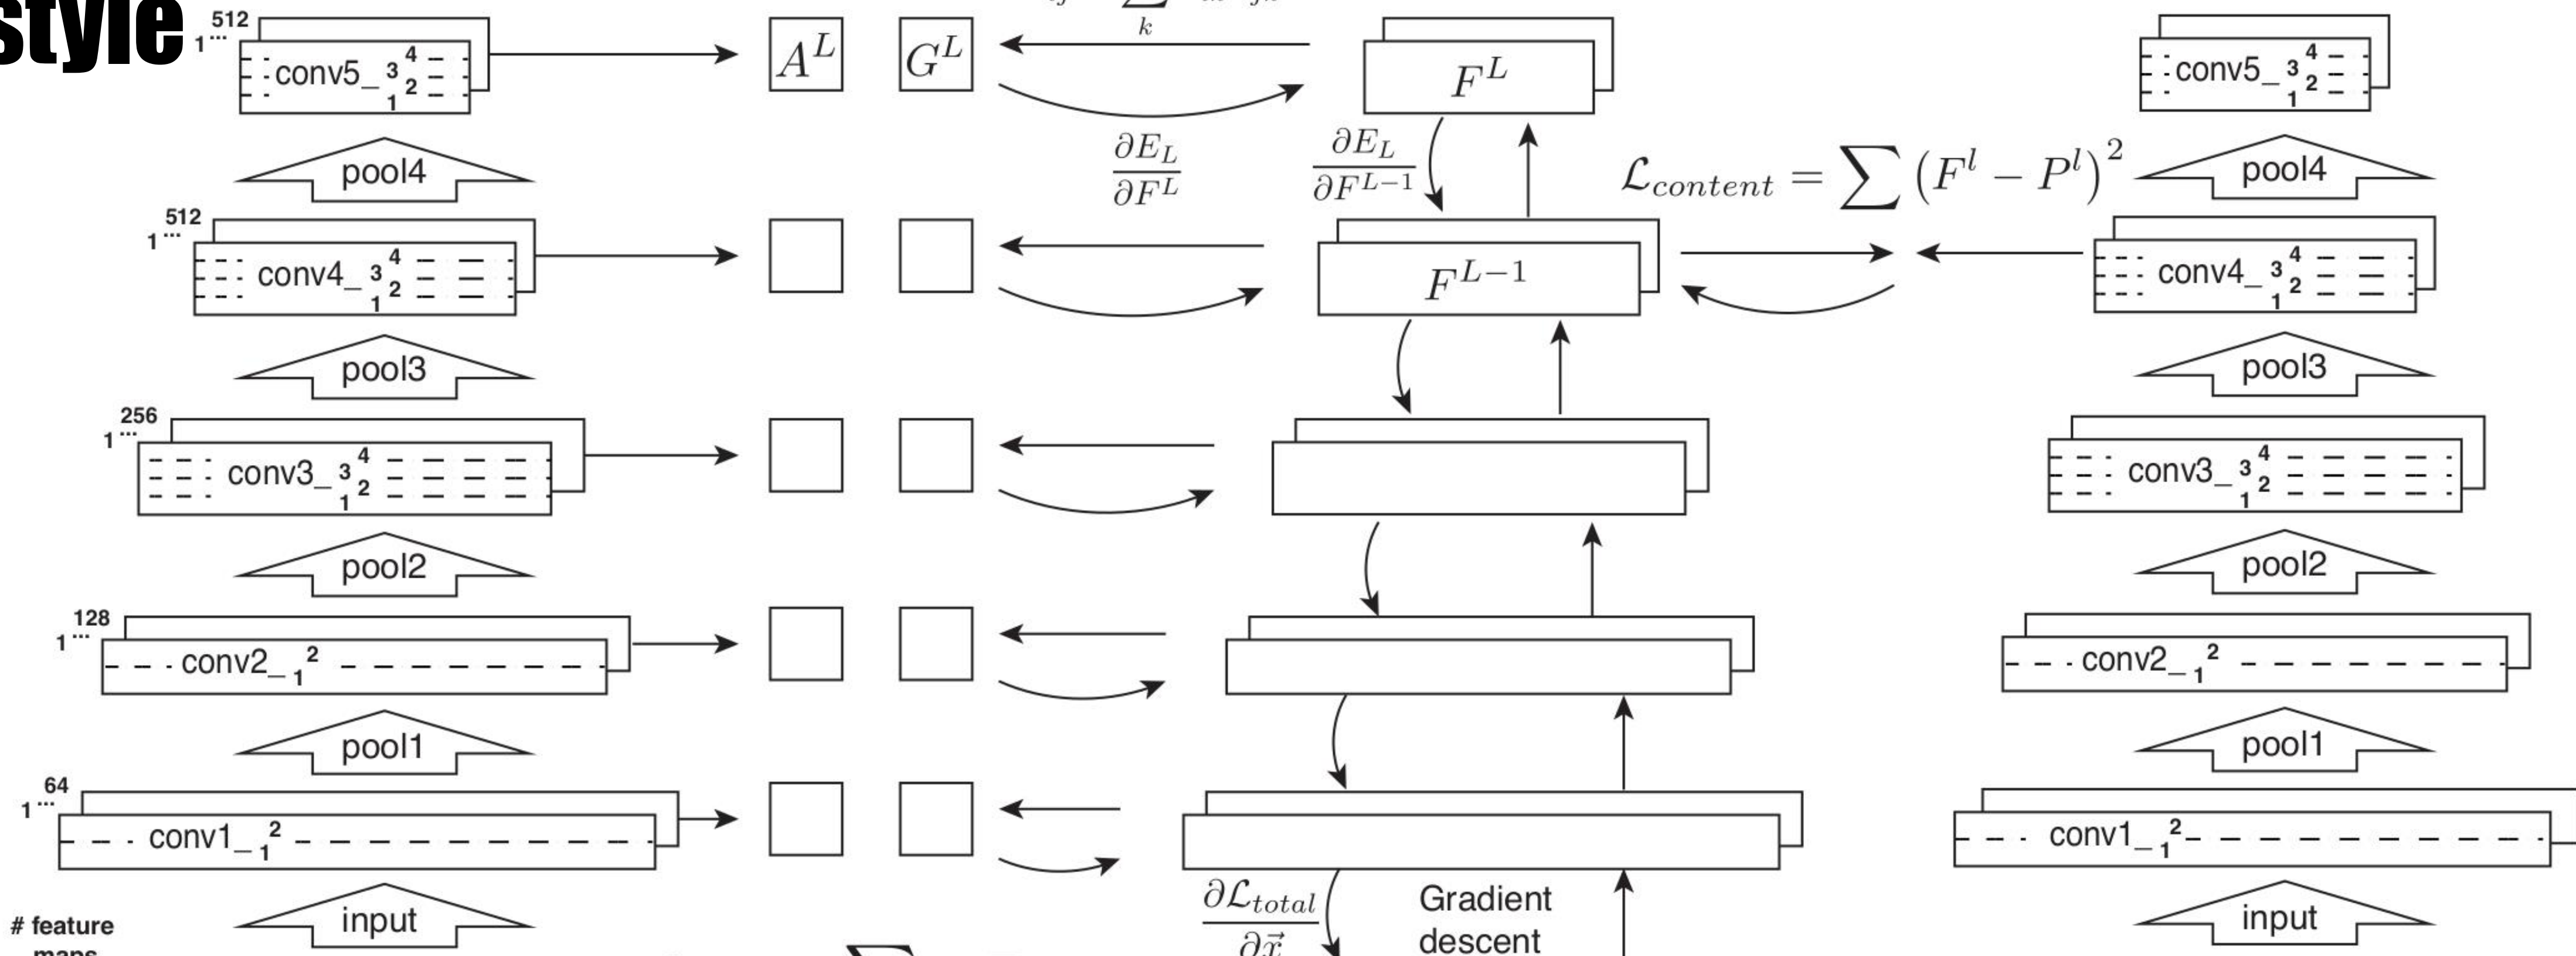 style
512
1...
conv5_ 1 2 3 4
A^L
G^L
k
F^L
conv5_ 1 2 3 4
pool4
∂E_L
∂F^L
∂E_L
∂F^{L-1}
L_content = ∑ (F^l − P^l)^2
pool4
512
1...
conv4_ 1 2 3 4
F^{L-1}
conv4_ 1 2 3 4
pool3
pool3
256
1...
conv3_ 1 2 3 4
conv3_ 1 2 3 4
pool2
pool2
128
1...
conv2_ 1 2
conv2_ 1 2
pool1
pool1
64
1...
conv1_ 1 2
conv1_ 1 2
# feature
maps
input
∂L_total
∂x⃗
Gradient
descent
input